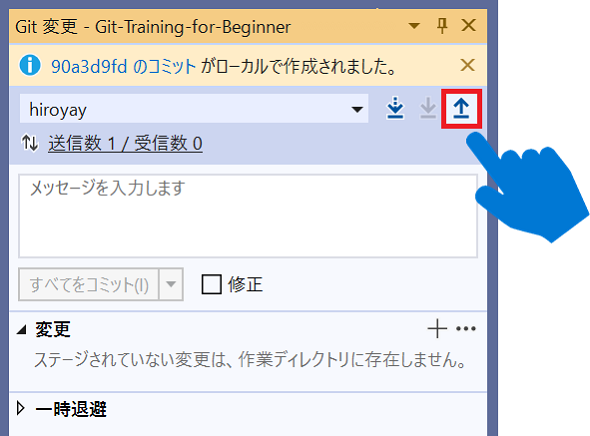 Git 変更 - Git-Training-for-Beginner
90a3d9fd のコミット がローカルで作成されました。
hiroyay
送信数 1 / 受信数 0
メッセージを入力します
すべてをコミット(I)
修正
変更
ステージされていない変更は、作業ディレクトリに存在しません。
一時退避